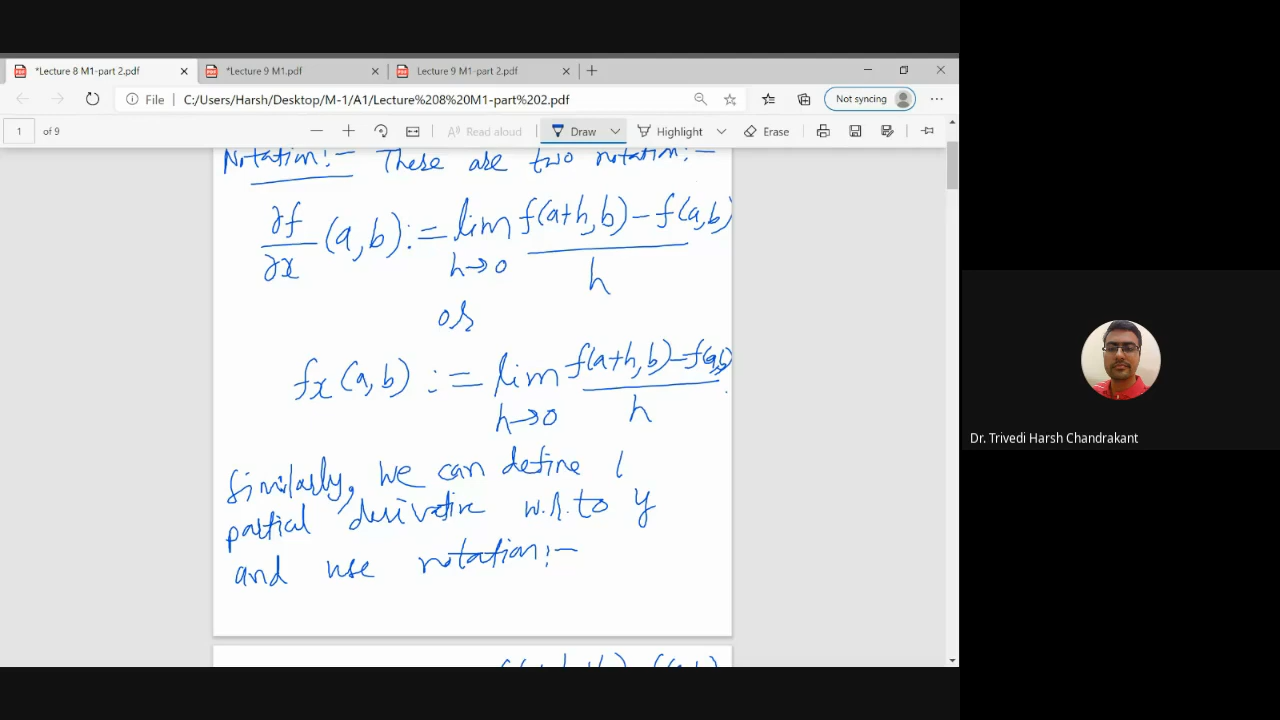 *Lecture 8 M1-part 2.pdf
*Lecture 9 M1.pdf
Lecture 9 M1-part 2.pdf
File C:/Users/Harsh/Desktop/M-1/A1/Lecture%208%20M1-part%202.pdf
Not syncing
1 of 9
Read aloud
Draw
Highlight
Erase
Notation:- These are two notation:-
∂f/∂x (a,b) := lim h→0 f(a+h,b) - f(a,b) / h
or
fx (a,b) := lim h→0 f(a+h,b) - f(a,b) / h
Similarly, we can define
partial derivative w.r.to y
and use notation:-
Dr. Trivedi Harsh Chandrakant